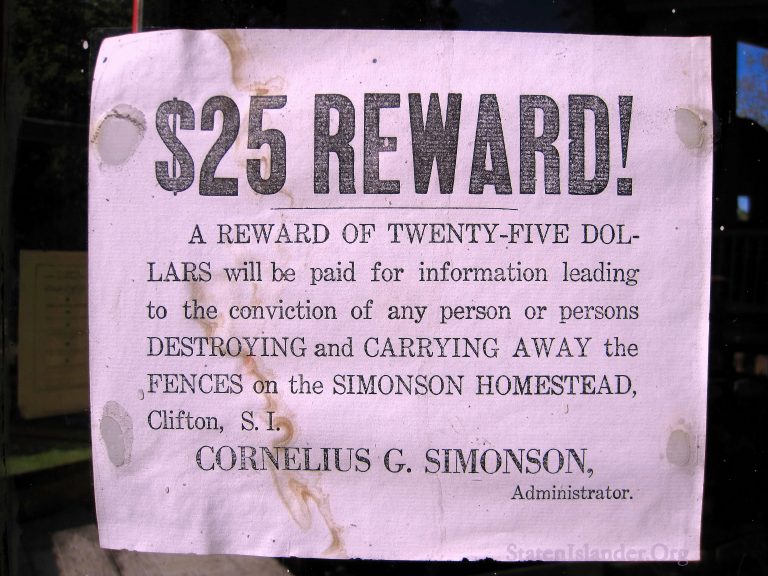 $25 REWARD!
A REWARD OF TWENTY-FIVE DOL-
LARS will be paid for information leading
to the conviction of any person or persons
DESTROYING and CARRYING AWAY the
FENCES on the SIMONSON HOMESTEAD,
Clifton, S. I.
CORNELIUS G. SIMONSON,
Administrator.
StatenIslander.Org